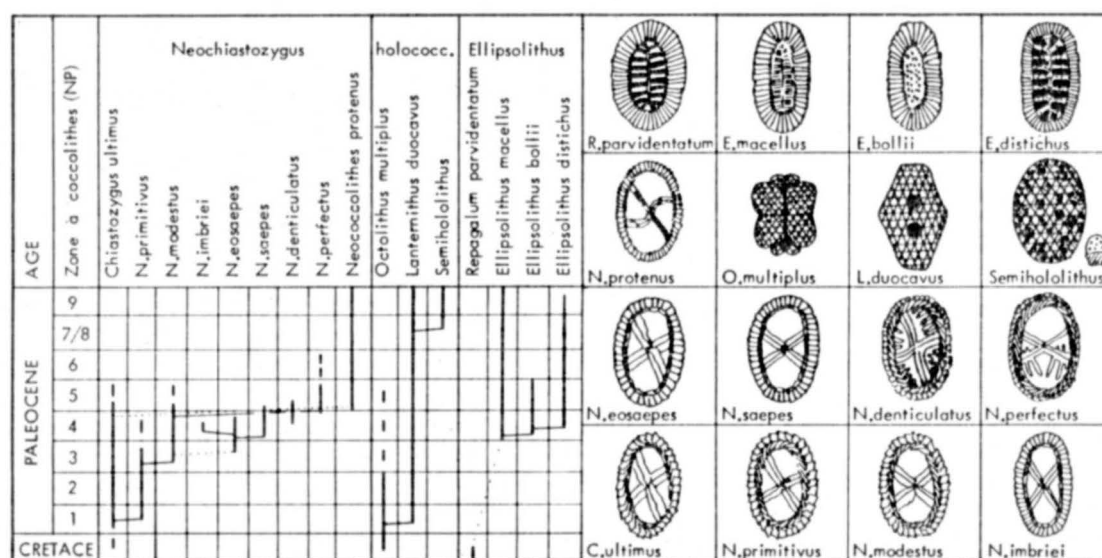 Neochiastozygus
holococc.
Ellipsolithus
AGE
Zone à coccolithes (NP)
Chiastozygus ultimus
N.primitivus
N.modestus
N.imbriei
N.eosaepes
N.saepes
N.denticulatus
N.perfectus
Neococcolithes protenus
Octolithus multiplus
Lanternithus duocavus
Semihololithus
Repagalum parvidentatum
Ellipsolithus macellus
Ellipsolithus bollii
Ellipsolithus distichus
PALEOCENE
9
7/8
6
5
4
3
2
1
CRETACE
R.parvidentatum
E.macellus
E.bollii
E.distichus
N.protenus
O.multiplus
L.duocavus
Semihololithus
N.eosaepes
N.saepes
N.denticulatus
N.perfectus
C.ultimus
N.primitivus
N.modestus
N.imbriei